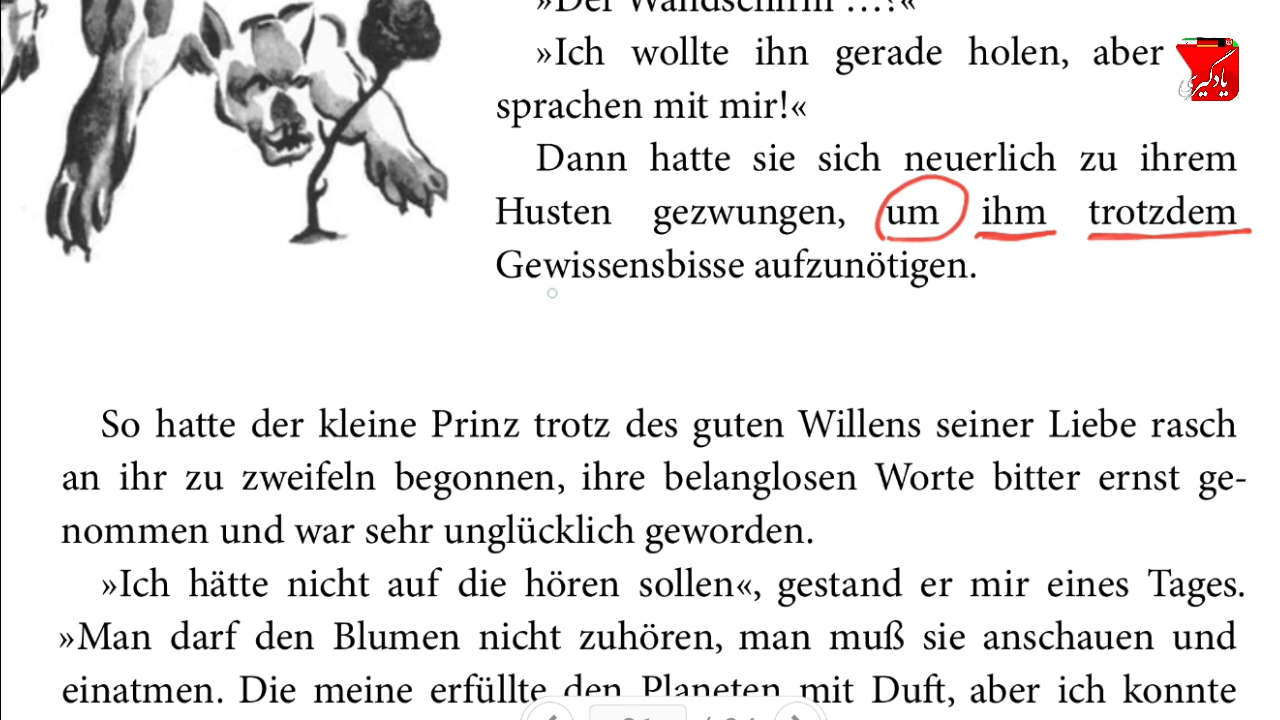 »Der Wandschirm …?«
»Ich wollte ihn gerade holen, aber
یادگیری
sprachen mit mir!«
Dann hatte sie sich neuerlich zu ihrem
Husten gezwungen, um ihm trotzdem
Gewissensbisse aufzunötigen.
So hatte der kleine Prinz trotz des guten Willens seiner Liebe rasch
an ihr zu zweifeln begonnen, ihre belanglosen Worte bitter ernst ge-
nommen und war sehr unglücklich geworden.
»Ich hätte nicht auf die hören sollen«, gestand er mir eines Tages.
»Man darf den Blumen nicht zuhören, man muß sie anschauen und
einatmen. Die meine erfüllte den Planeten mit Duft, aber ich konnte